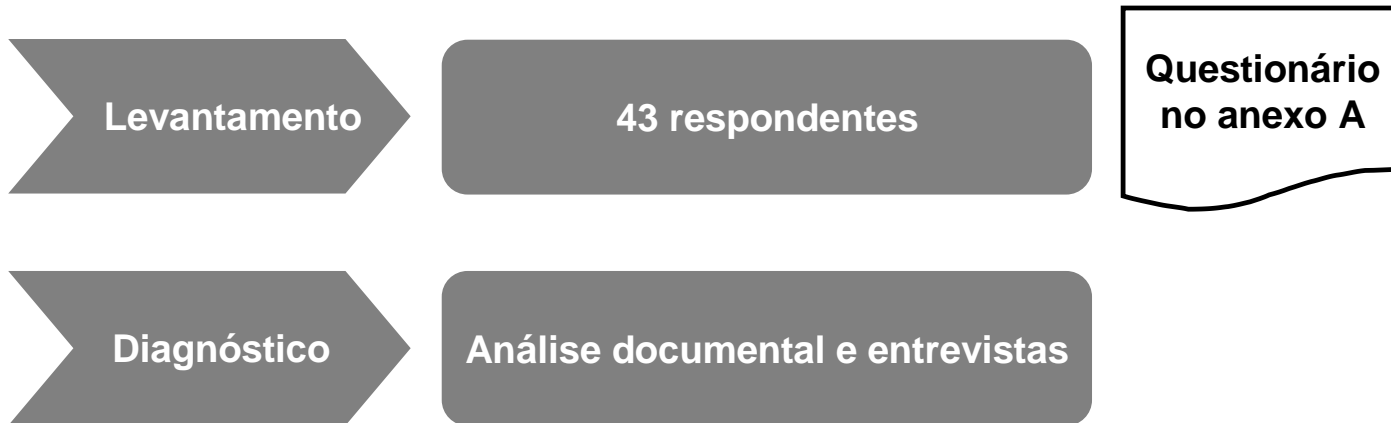 Levantamento
43 respondentes
Questionário
no anexo A
Diagnóstico
Análise documental e entrevistas